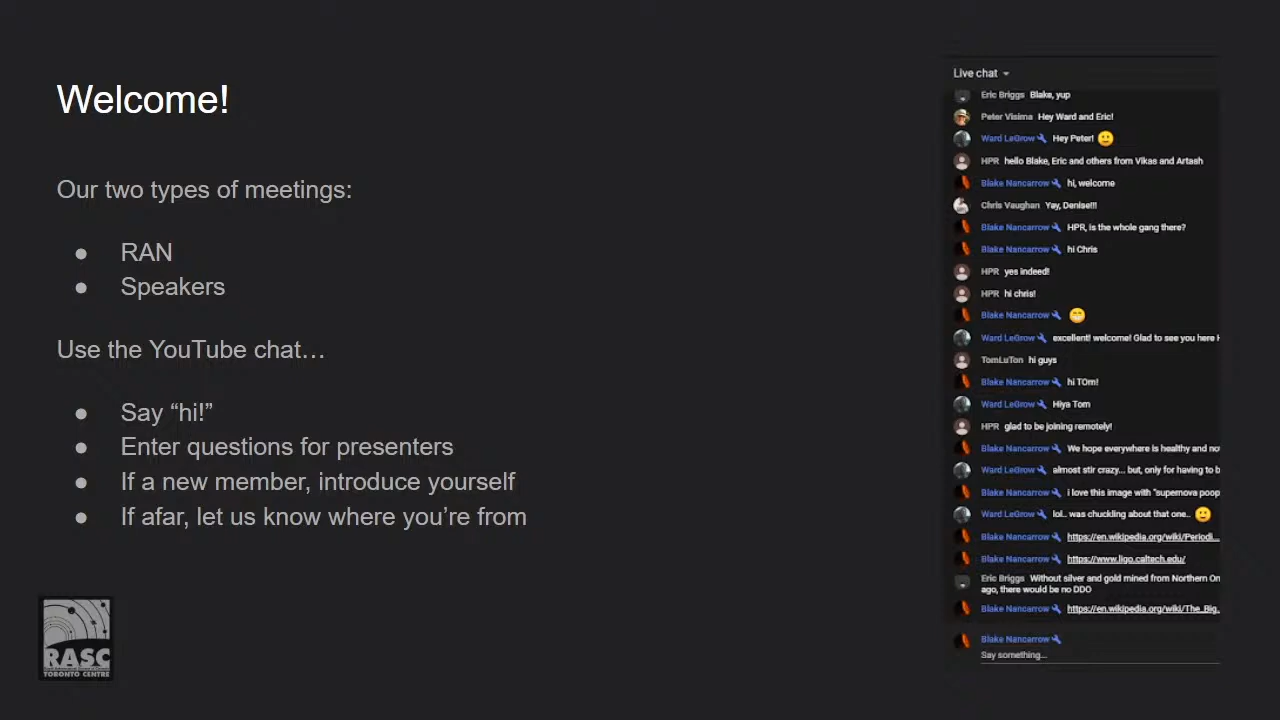 Welcome!
Our two types of meetings:
● RAN
● Speakers
Use the YouTube chat…
● Say “hi!”
● Enter questions for presenters
● If a new member, introduce yourself
● If afar, let us know where you’re from
RASC
TORONTO CENTRE
Live chat
Eric Briggs Blake, yup
Peter Visima Hey Ward and Eric!
Ward LeGrow Hey Peter! 🙂
HPR hello Blake, Eric and others from Vikas and Artash
Blake Nancarrow hi, welcome
Chris Vaughan Yay, Denise!!!
Blake Nancarrow HPR, is the whole gang there?
Blake Nancarrow hi Chris
HPR yes indeed!
HPR hi chris!
Blake Nancarrow 😁
Ward LeGrow excellent! welcome! Glad to see you here H
TomLuTon hi guys
Blake Nancarrow hi TOm!
Ward LeGrow Hiya Tom
HPR glad to be joining remotely!
Blake Nancarrow We hope everywhere is healthy and no
Ward LeGrow almost stir crazy... but, only for having to b
Blake Nancarrow i love this image with "supernova poop
Ward LeGrow lol.. was chuckling about that one.. 🙂
Blake Nancarrow https://en.wikipedia.org/wiki/Periodi...
Blake Nancarrow https://www.ligo.caltech.edu/
Eric Briggs Without silver and gold mined from Northern On
ago, there would be no DDO
Blake Nancarrow https://en.wikipedia.org/wiki/The_Big_
Blake Nancarrow
Say something...